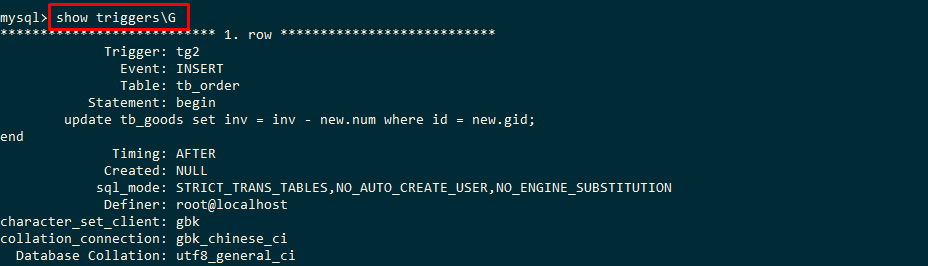 mysql> show triggers\G
*************************** 1. row ***************************
Trigger: tg2
Event: INSERT
Table: tb_order
Statement: begin
update tb_goods set inv = inv - new.num where id = new.gid;
end
Timing: AFTER
Created: NULL
sql_mode: STRICT_TRANS_TABLES,NO_AUTO_CREATE_USER,NO_ENGINE_SUBSTITUTION
Definer: root@localhost
character_set_client: gbk
collation_connection: gbk_chinese_ci
Database Collation: utf8_general_ci